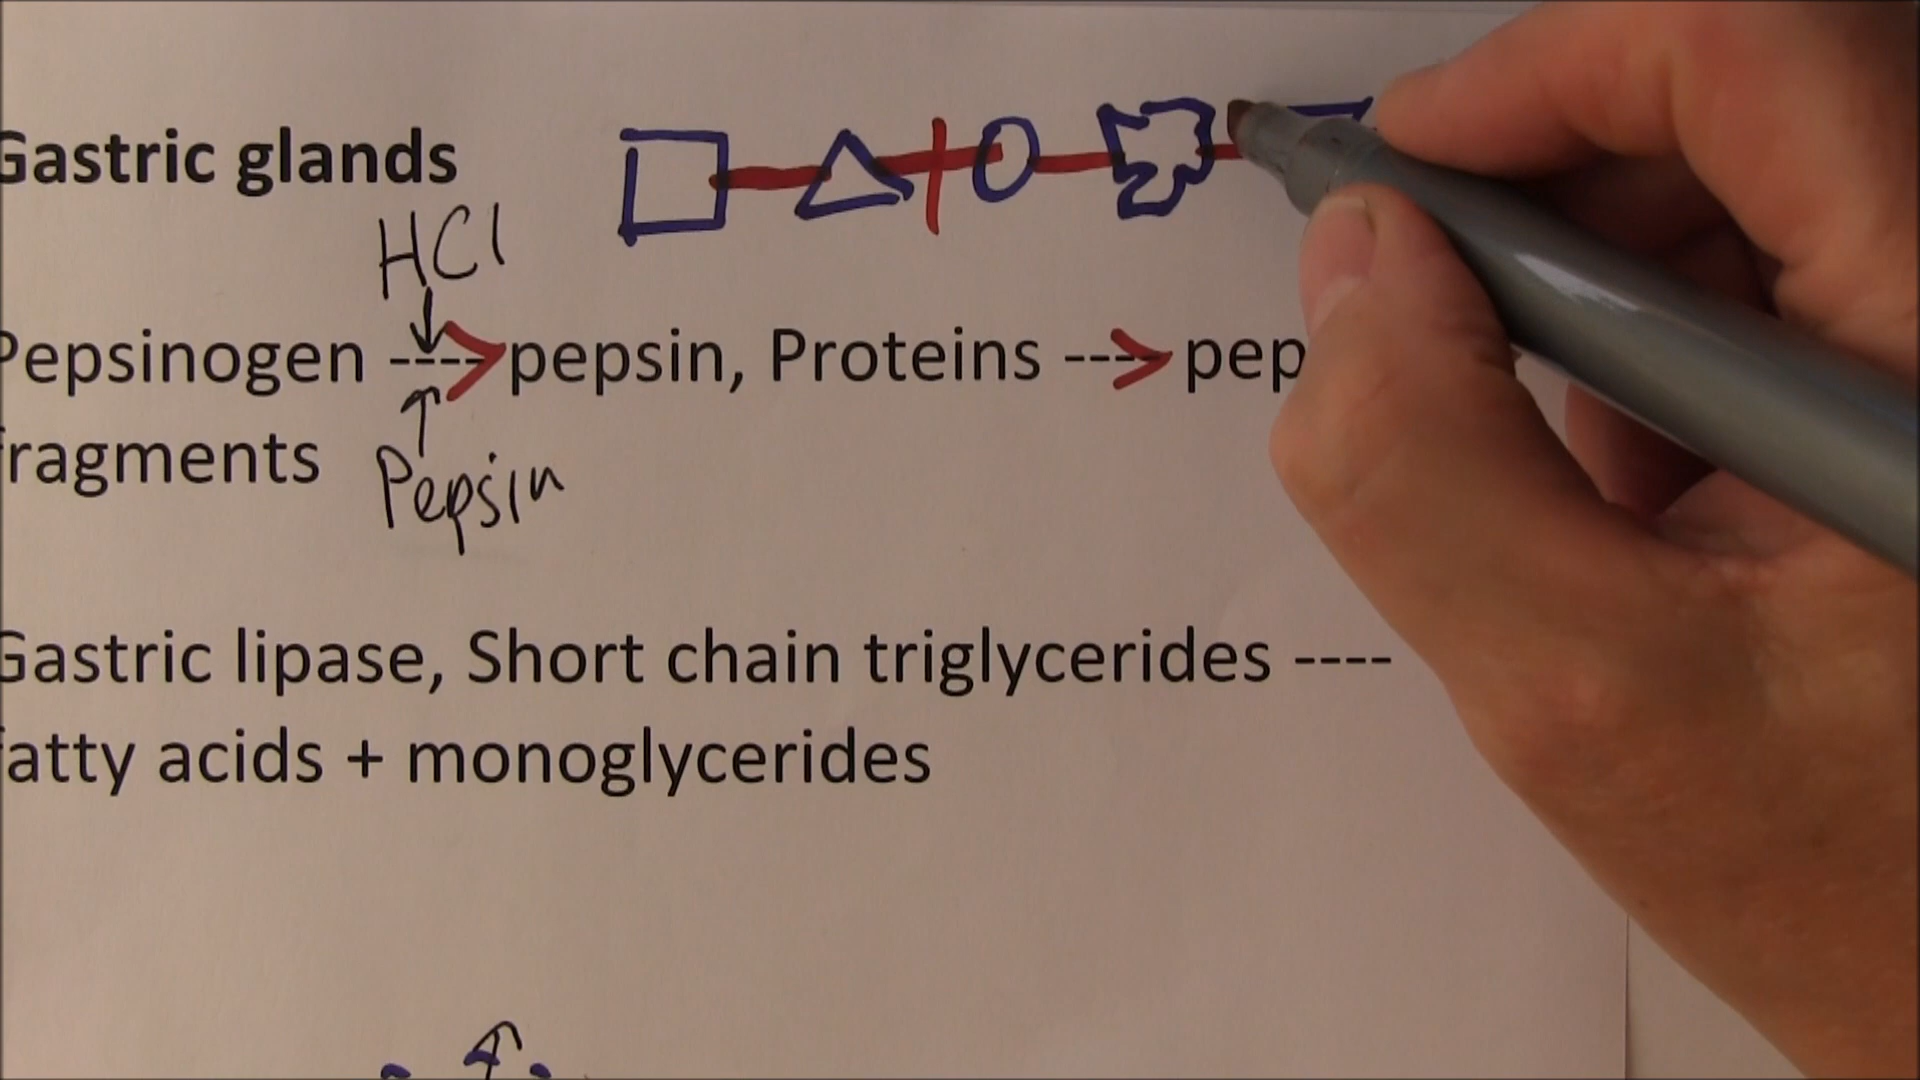 Gastric glands
HCl
Pepsinogen ----> pepsin, Proteins ----> pep
fragments
Pepsin
Gastric lipase, Short chain triglycerides ----
fatty acids + monoglycerides